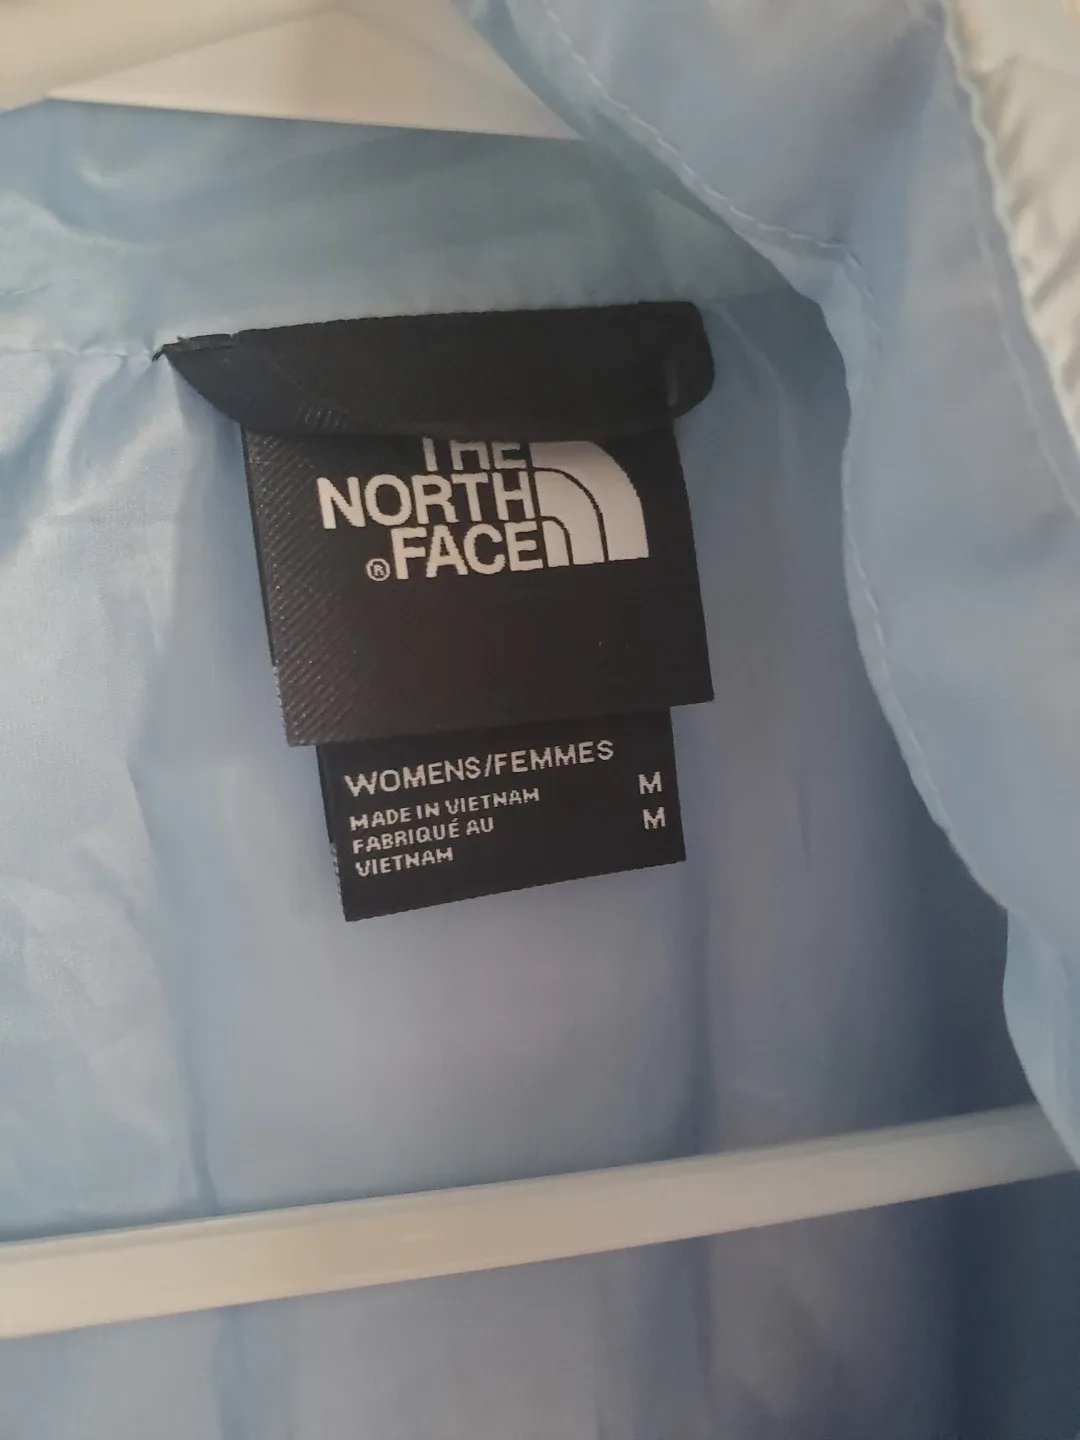 THE
NORTH
®FACE
WOMENS/FEMMES
MADE IN VIETNAM M
FABRIQUÉ AU M
VIETNAM